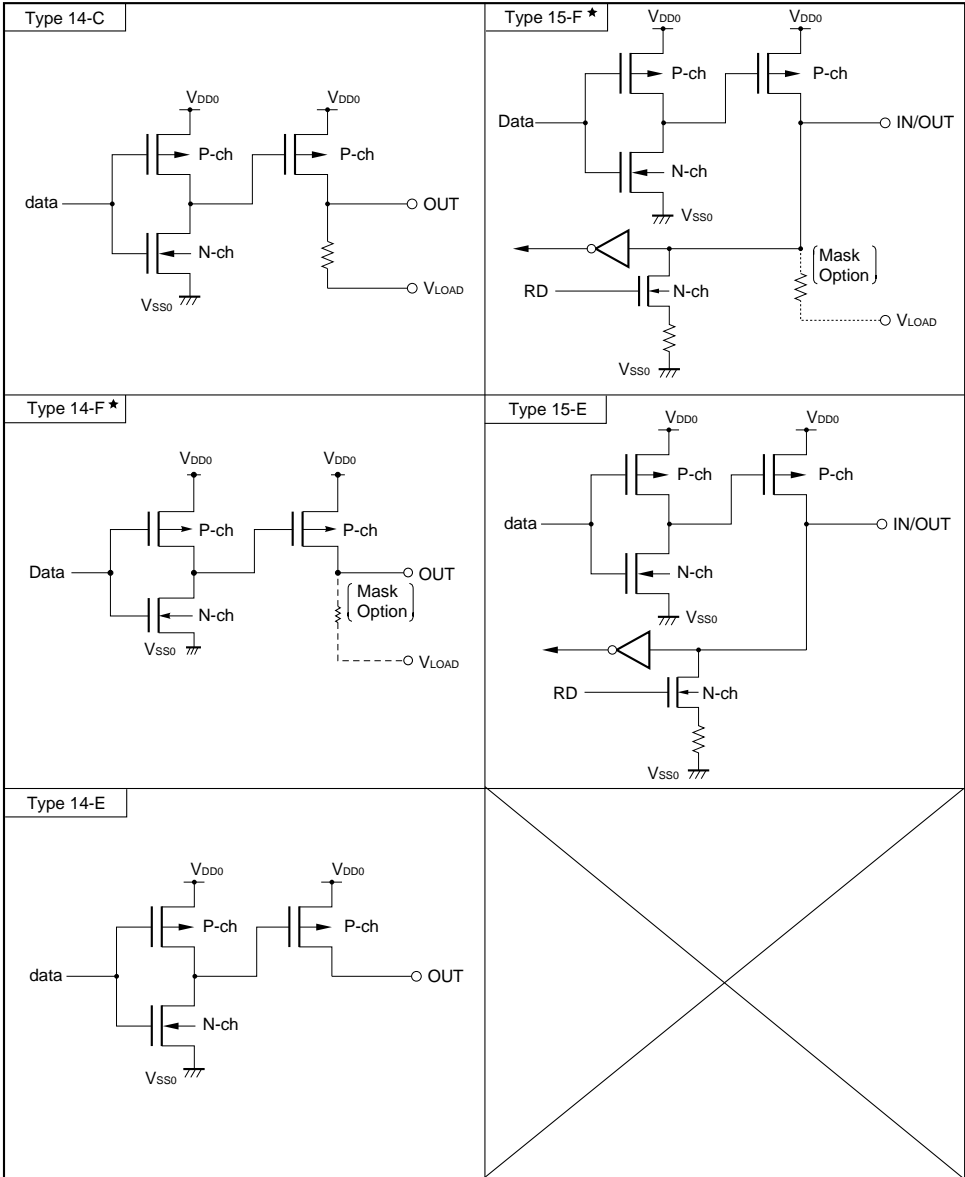 Type 14-C
VDD0
VDD0
P-ch
P-ch
data
OUT
N-ch
VSS0
VLOAD
Type 15-F ★
VDD0
VDD0
P-ch
P-ch
Data
IN/OUT
N-ch
VSS0
Mask
Option
RD
N-ch
VLOAD
VSS0
Type 14-F ★
VDD0
VDD0
P-ch
P-ch
Data
OUT
Mask
Option
N-ch
VSS0
VLOAD
Type 15-E
VDD0
VDD0
P-ch
P-ch
data
IN/OUT
N-ch
VSS0
RD
N-ch
VSS0
Type 14-E
VDD0
VDD0
P-ch
P-ch
data
OUT
N-ch
VSS0